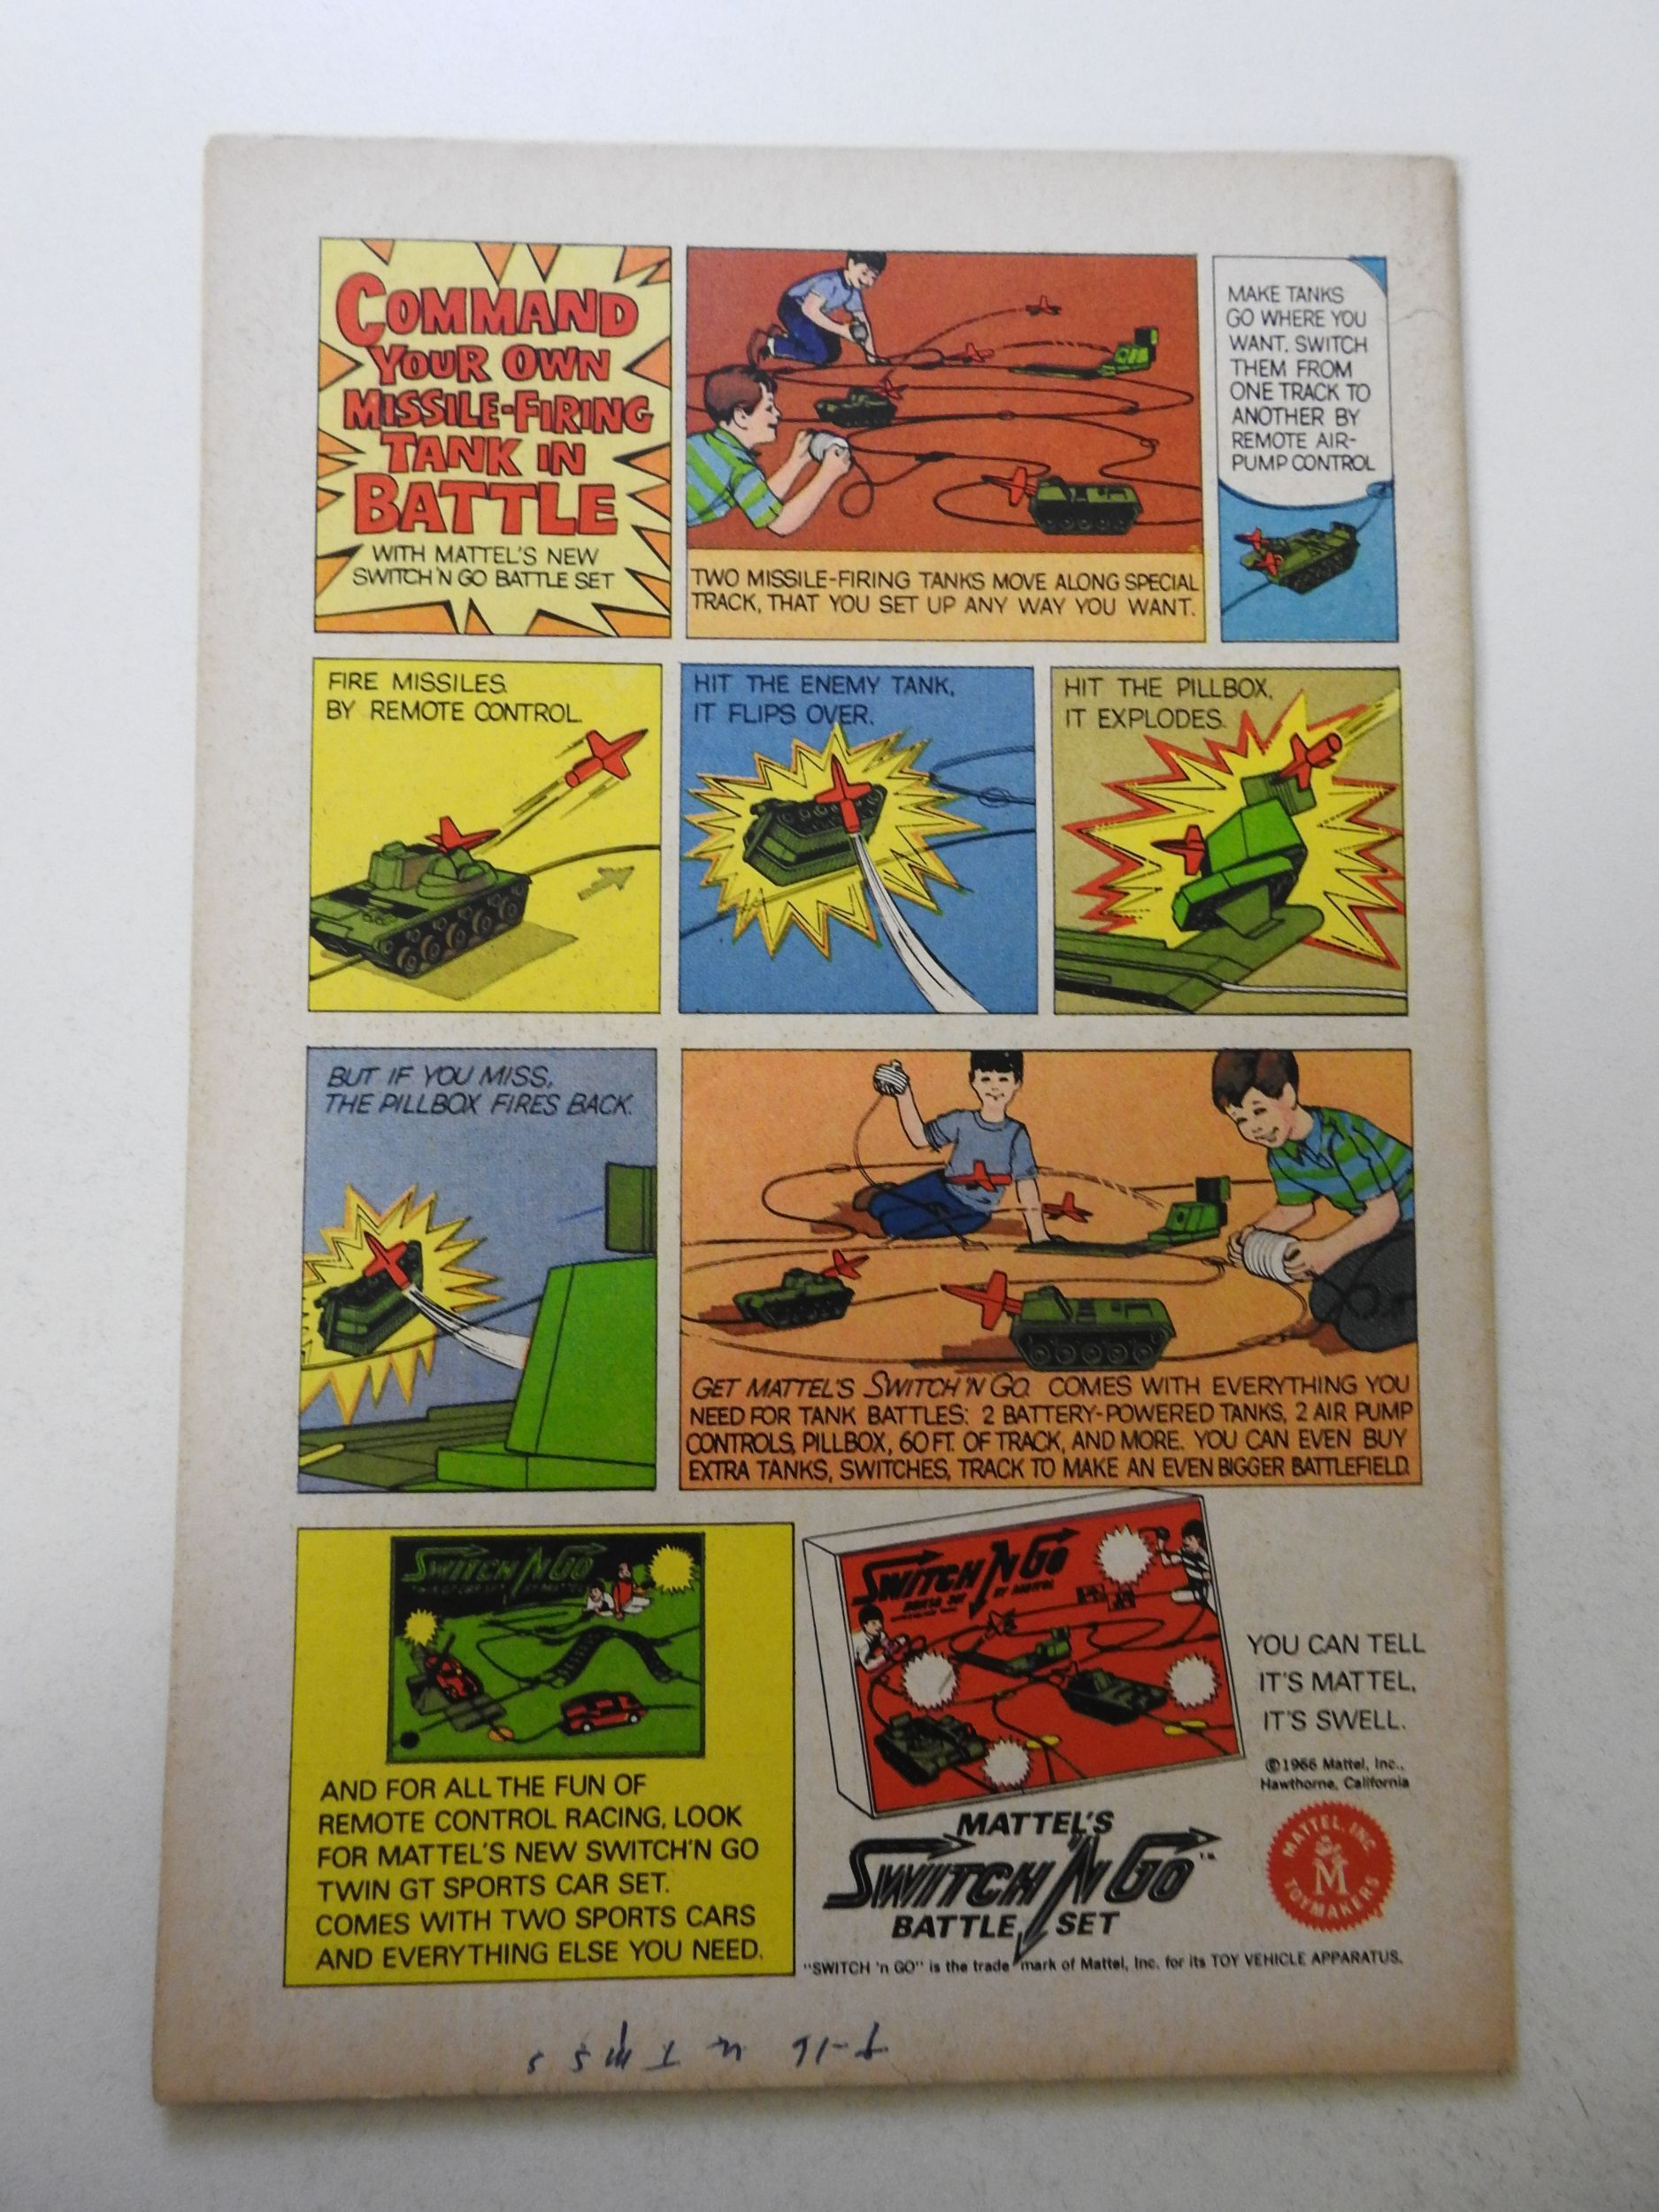 COMMAND
YOUR OWN
MISSILE-FIRING
TANK IN
BATTLE
WITH MATTEL'S NEW
SWITCH 'N GO BATTLE SET
TWO MISSILE-FIRING TANKS MOVE ALONG SPECIAL
TRACK, THAT YOU SET UP ANY WAY YOU WANT.
MAKE TANKS
GO WHERE YOU
WANT. SWITCH
THEM FROM
ONE TRACK TO
ANOTHER BY
REMOTE AIR-
PUMP CONTROL
FIRE MISSILES
BY REMOTE CONTROL.
HIT THE ENEMY TANK,
IT FLIPS OVER.
HIT THE PILLBOX,
IT EXPLODES.
BUT IF YOU MISS,
THE PILLBOX FIRES BACK.
GET MATTEL'S SWITCH 'N GO. COMES WITH EVERYTHING YOU
NEED FOR TANK BATTLES: 2 BATTERY-POWERED TANKS, 2 AIR PUMP
CONTROLS, PILLBOX, 60 FT. OF TRACK, AND MORE. YOU CAN EVEN BUY
EXTRA TANKS, SWITCHES, TRACK TO MAKE AN EVEN BIGGER BATTLEFIELD.
SWITCH 'N GO
AND FOR ALL THE FUN OF
REMOTE CONTROL RACING, LOOK
FOR MATTEL'S NEW SWITCH'N GO
TWIN GT SPORTS CAR SET.
COMES WITH TWO SPORTS CARS
AND EVERYTHING ELSE YOU NEED.
SWITCH 'N GO
BY MATTEL
YOU CAN TELL
IT'S MATTEL,
IT'S SWELL.
©1966 Mattel, Inc.,
Hawthorne, California
MATTEL'S
SWITCH 'N GO™
BATTLE SET
MATTEL, INC.
M
TOYMAKERS
"SWITCH 'n GO" is the trade mark of Mattel, Inc. for its TOY VEHICLE APPARATUS.